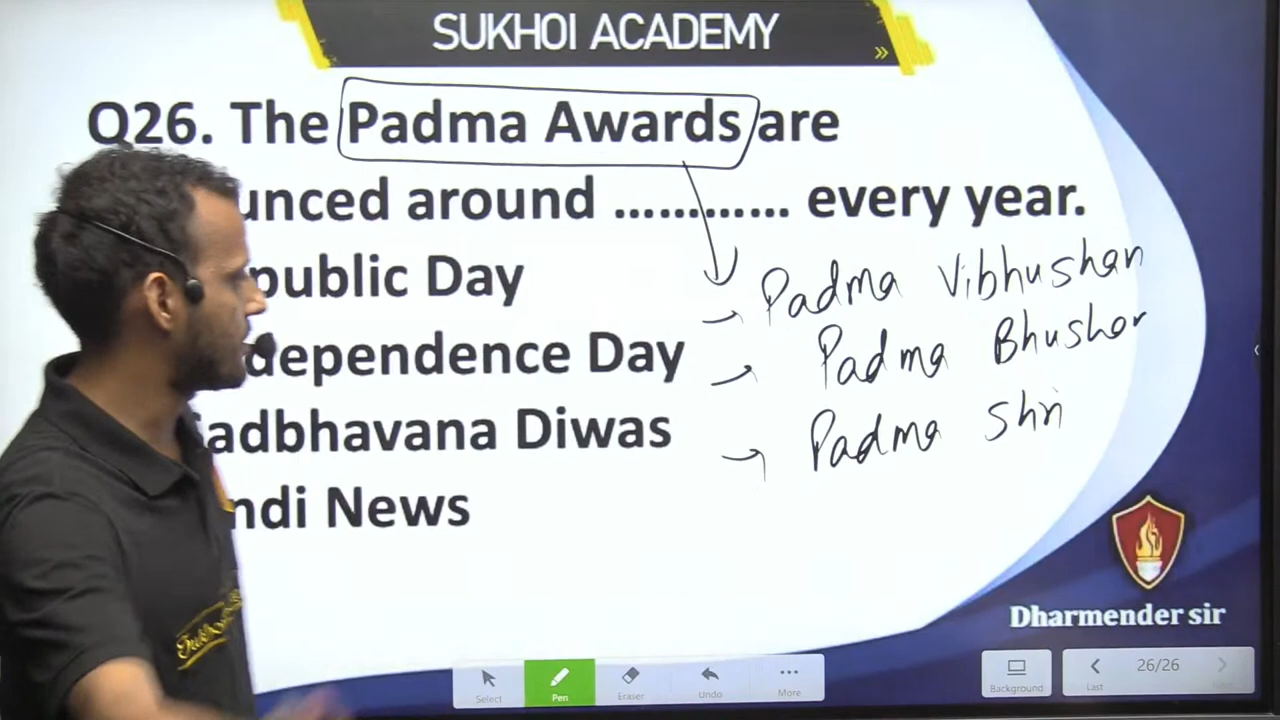 SUKHOI ACADEMY
Q26. The Padma Awards are
unced around ............. every year.
public Day
dependence Day
Sadbhavana Diwas
ndi News
Padma Vibhushan
Padma Bhushan
Padma Shri
Dharmender sir
Select
Pen
Eraser
Undo
More
Background
Last
26/26